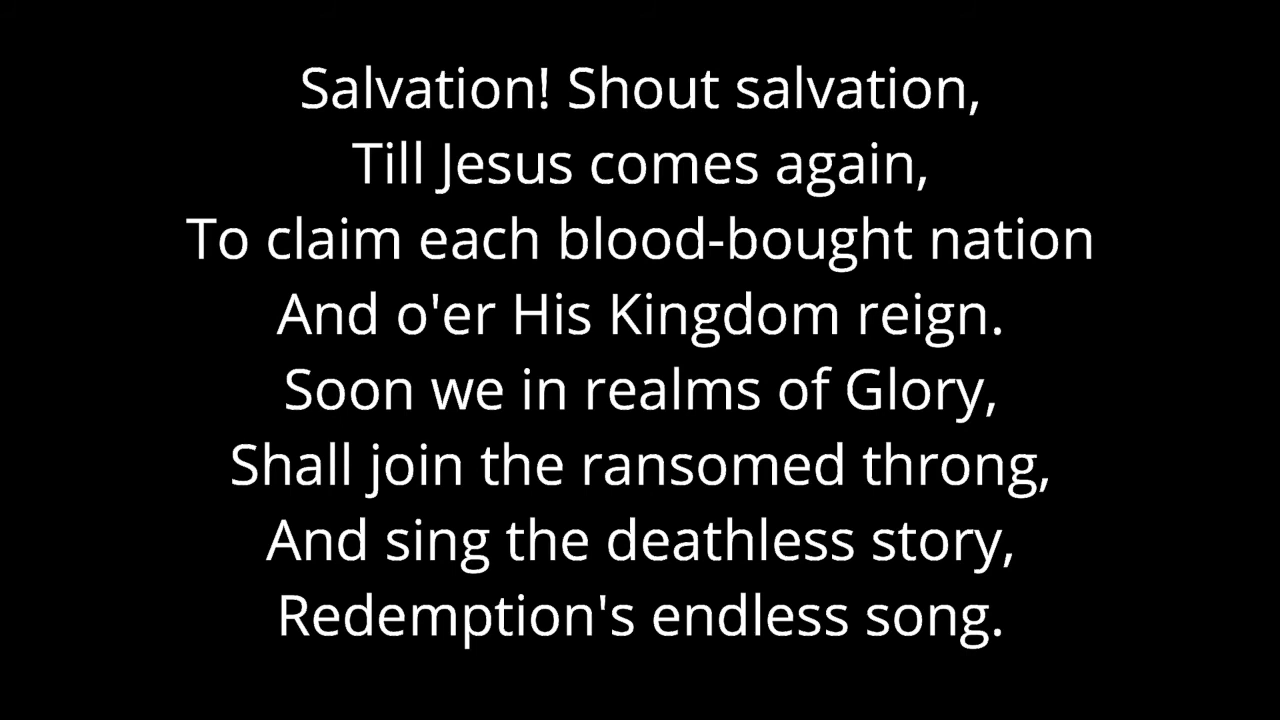 Salvation! Shout salvation,
Till Jesus comes again,
To claim each blood-bought nation
And o'er His Kingdom reign.
Soon we in realms of Glory,
Shall join the ransomed throng,
And sing the deathless story,
Redemption's endless song.